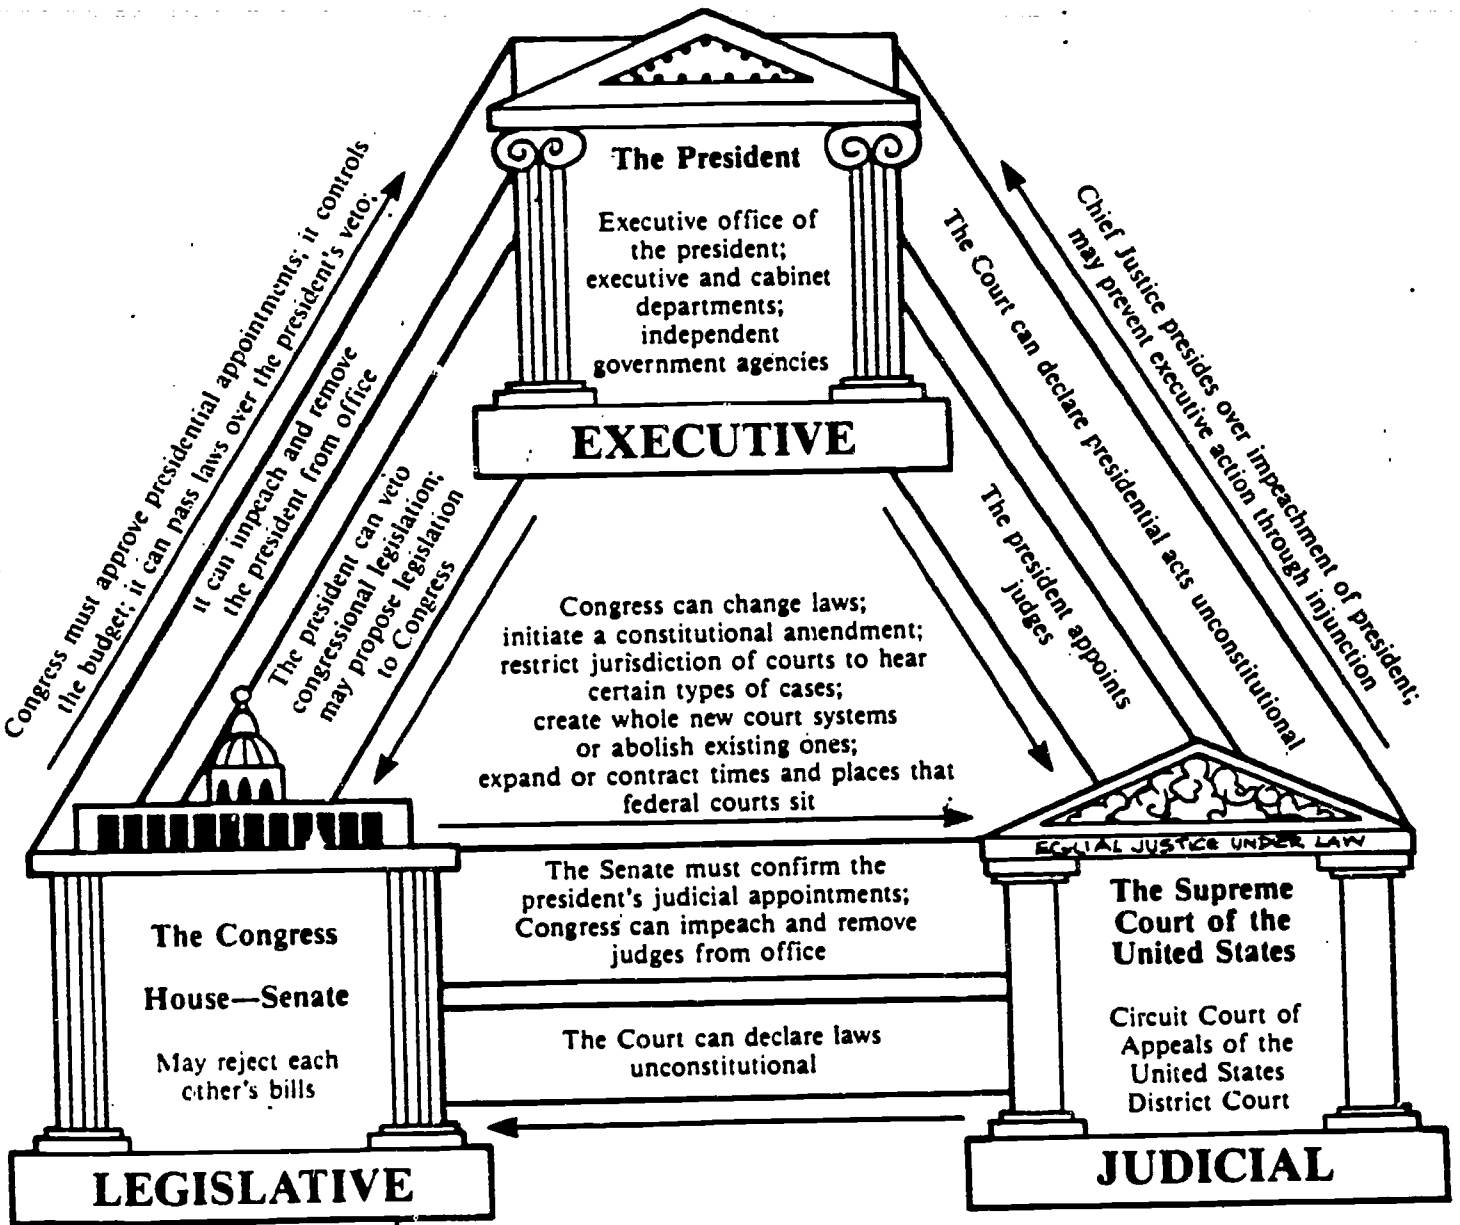 The President
Executive office of
the president;
executive and cabinet
departments;
independent
government agencies
EXECUTIVE
Congress must approve presidential appointments; it controls
the budget; it can pass laws over the president's veto;
it can impeach and remove
the president from office
The president can veto
congressional legislation;
may propose legislation
to Congress
Chief Justice presides over impeachment of president;
may prevent executive action through injunction
The Court can declare presidential acts unconstitutional
The president appoints
judges
Congress can change laws;
initiate a constitutional amendment;
restrict jurisdiction of courts to hear
certain types of cases;
create whole new court systems
or abolish existing ones;
expand or contract times and places that
federal courts sit
The Senate must confirm the
president's judicial appointments;
Congress can impeach and remove
judges from office
The Court can declare laws
unconstitutional
The Congress
House—Senate
May reject each
other's bills
LEGISLATIVE
EQUAL JUSTICE UNDER LAW
The Supreme
Court of the
United States
Circuit Court of
Appeals of the
United States
District Court
JUDICIAL